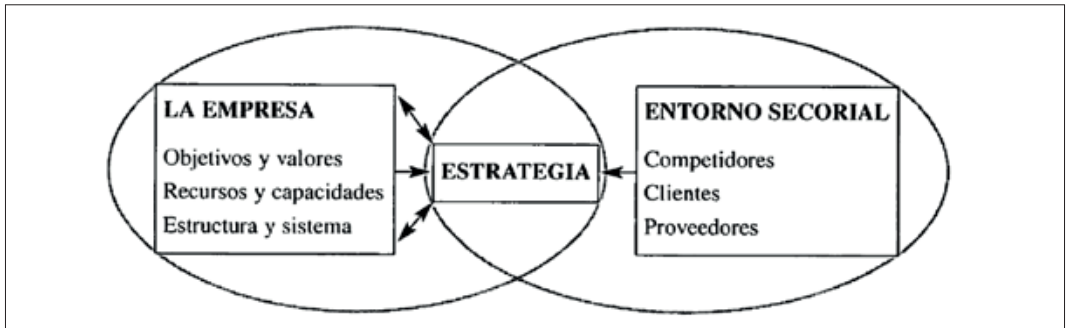 LA EMPRESA
Objetivos y valores
Recursos y capacidades
Estructura y sistema
ESTRATEGIA
ENTORNO SECORIAL
Competidores
Clientes
Proveedores